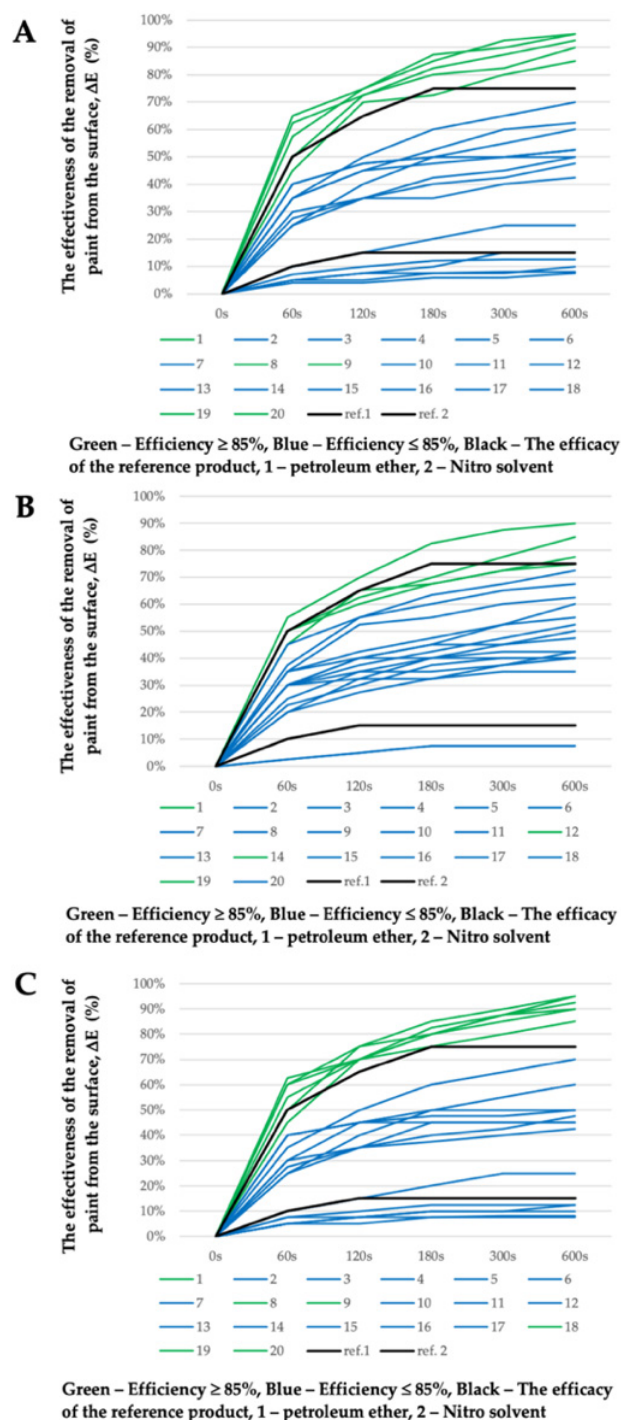 A
The effectiveness of the removal of
paint from the surface, ΔE (%)
100%
90%
80%
70%
60%
50%
40%
30%
20%
10%
0%
0s 60s 120s 180s 300s 600s
1 2 3 4 5 6
7 8 9 10 11 12
13 14 15 16 17 18
19 20 ref.1 ref. 2
Green – Efficiency ≥ 85%, Blue – Efficiency ≤ 85%, Black – The efficacy
of the reference product, 1 – petroleum ether, 2 – Nitro solvent
B
The effectiveness of the removal of
paint from the surface, ΔE (%)
100%
90%
80%
70%
60%
50%
40%
30%
20%
10%
0%
0s 60s 120s 180s 300s 600s
1 2 3 4 5 6
7 8 9 10 11 12
13 14 15 16 17 18
19 20 ref.1 ref. 2
Green – Efficiency ≥ 85%, Blue – Efficiency ≤ 85%, Black – The efficacy
of the reference product, 1 – petroleum ether, 2 – Nitro solvent
C
The effectiveness of the removal of
paint from the surface, ΔE (%)
100%
90%
80%
70%
60%
50%
40%
30%
20%
10%
0%
0s 60s 120s 180s 300s 600s
1 2 3 4 5 6
7 8 9 10 11 12
13 14 15 16 17 18
19 20 ref.1 ref. 2
Green – Efficiency ≥ 85%, Blue – Efficiency ≤ 85%, Black – The efficacy
of the reference product, 1 – petroleum ether, 2 – Nitro solvent